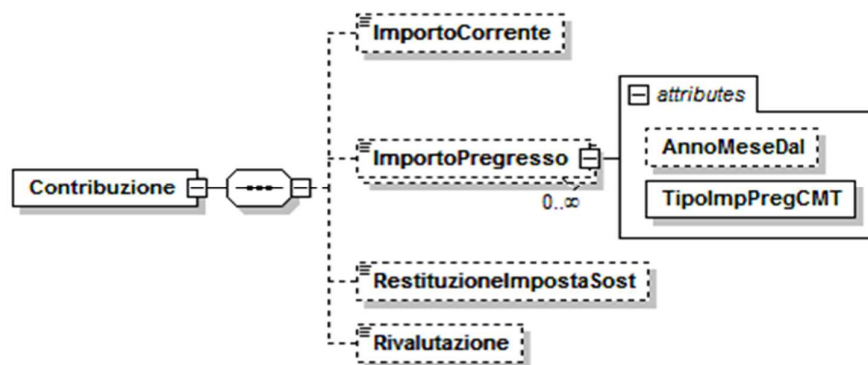 ImportoCorrente
attributes
AnnoMeseDal
ImportoPregresso
TipoImpPregCMT
0..∞
Contribuzione
RestituzioneImpostaSost
Rivalutazione